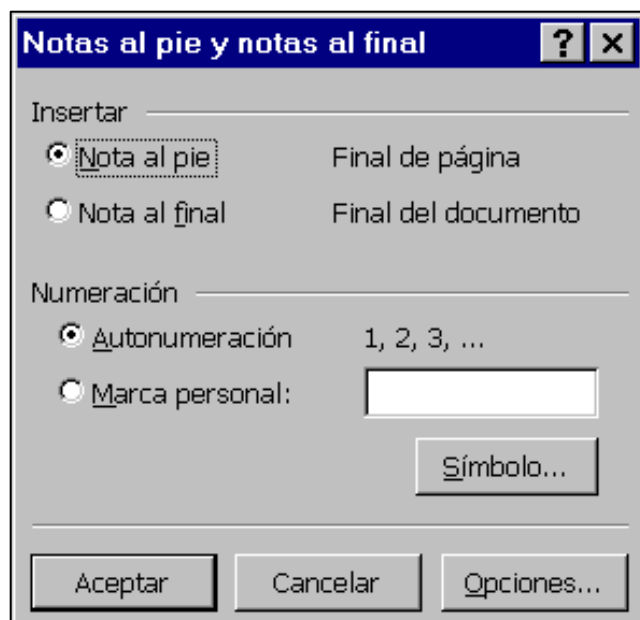 Notas al pie y notas al final
Insertar
Nota al pie Final de página
Nota al final Final del documento
Numeración
Autonumeración 1, 2, 3, ...
Marca personal:
Símbolo...
Aceptar Cancelar Opciones...